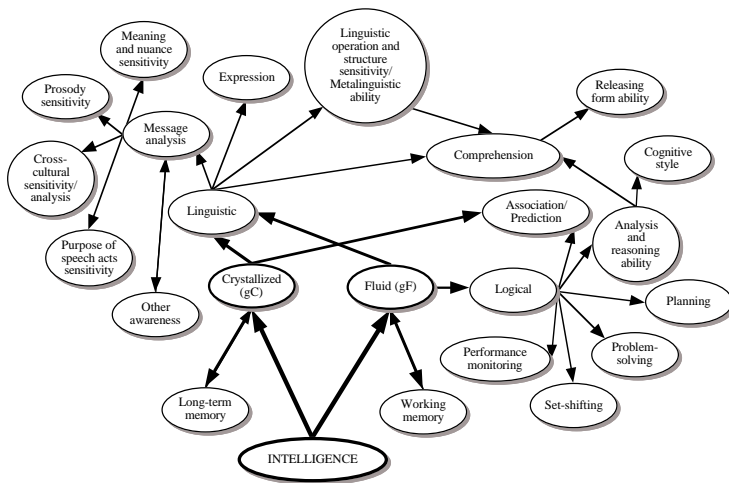 Meaning
and nuance
sensitivity
Linguistic
operation and
structure
sensitivity/
Metalinguistic
ability
Expression
Releasing
form ability
Prosody
sensitivity
Message
analysis
Comprehension
Cognitive
style
Cross-
cultural
sensitivity/
analysis
Linguistic
Association/
Prediction
Analysis
and
reasoning
ability
Purpose of
speech acts
sensitivity
Crystallized
(gC)
Fluid (gF)
Logical
Planning
Other
awareness
Performance
monitoring
Problem-
solving
Long-term
memory
Working
memory
Set-shifting
INTELLIGENCE